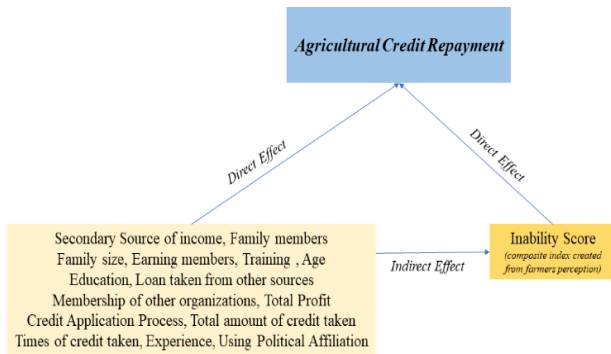 Agricultural Credit Repayment
Direct Effect
Direct Effect
Secondary Source of income, Family members
Family size, Earning members, Training , Age
Education, Loan taken from other sources
Membership of other organizations, Total Profit
Credit Application Process, Total amount of credit taken
Times of credit taken, Experience, Using Political Affiliation
Indirect Effect
Inability Score
(composite index created
from farmers perception)